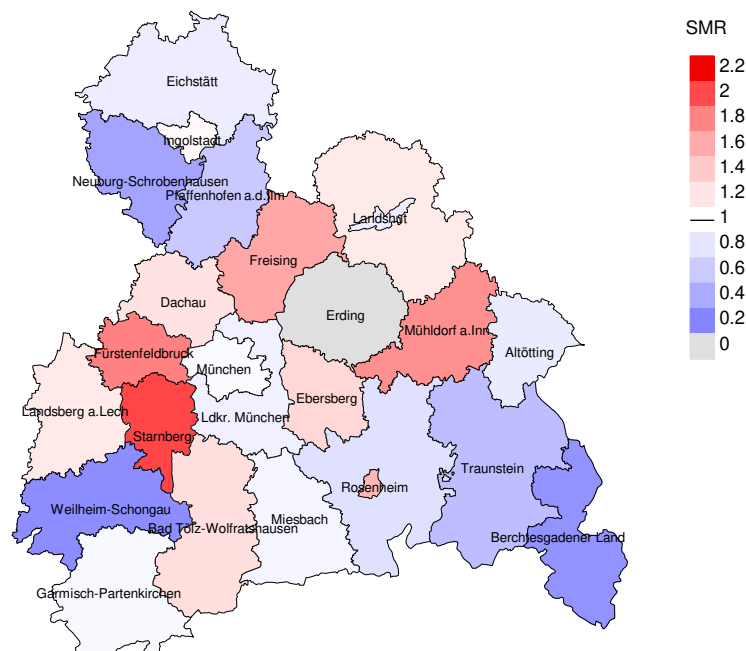 SMR
2.2
2
1.8
1.6
1.4
1.2
1
0.8
0.6
0.4
0.2
0
Eichstätt
Ingolstadt
Neuburg-Schrobenhausen
Pfaffenhofen a.d.Ilm
Landshut
Freising
Dachau
Erding
Mühldorf a.Inn
Fürstenfeldbruck
Altötting
München
Ebersberg
Landsberg a.Lech
Ldkr. München
Starnberg
Traunstein
Rosenheim
Weilheim-Schongau
Miesbach
Bad Tölz-Wolfratshausen
Berchtesgadener Land
Garmisch-Partenkirchen